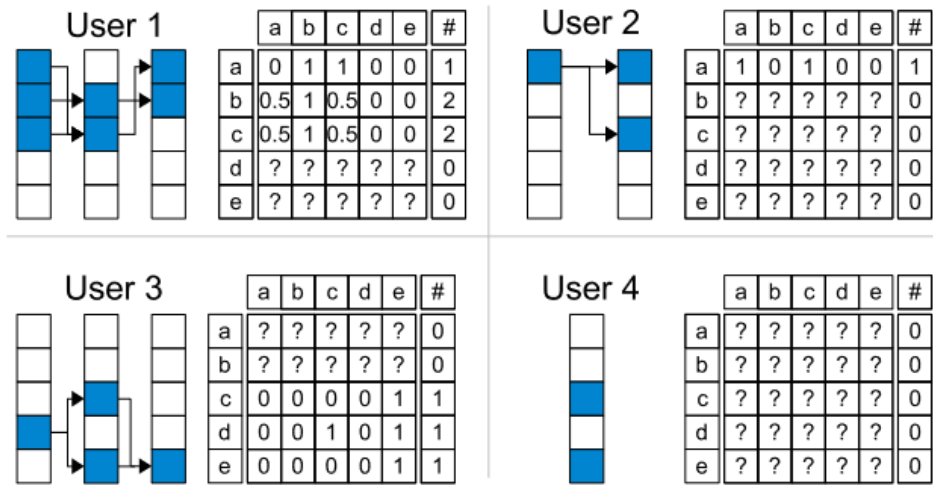 User 1
a b c d e #
a 0 1 1 0 0 1
b 0.5 1 0.5 0 0 2
c 0.5 1 0.5 0 0 2
d ? ? ? ? ? 0
e ? ? ? ? ? 0
User 2
a b c d e #
a 1 0 1 0 0 1
b ? ? ? ? ? 0
c ? ? ? ? ? 0
d ? ? ? ? ? 0
e ? ? ? ? ? 0
User 3
a b c d e #
a ? ? ? ? ? 0
b ? ? ? ? ? 0
c 0 0 0 0 1 1
d 0 0 1 0 1 1
e 0 0 0 0 1 1
User 4
a b c d e #
a ? ? ? ? ? 0
b ? ? ? ? ? 0
c ? ? ? ? ? 0
d ? ? ? ? ? 0
e ? ? ? ? ? 0